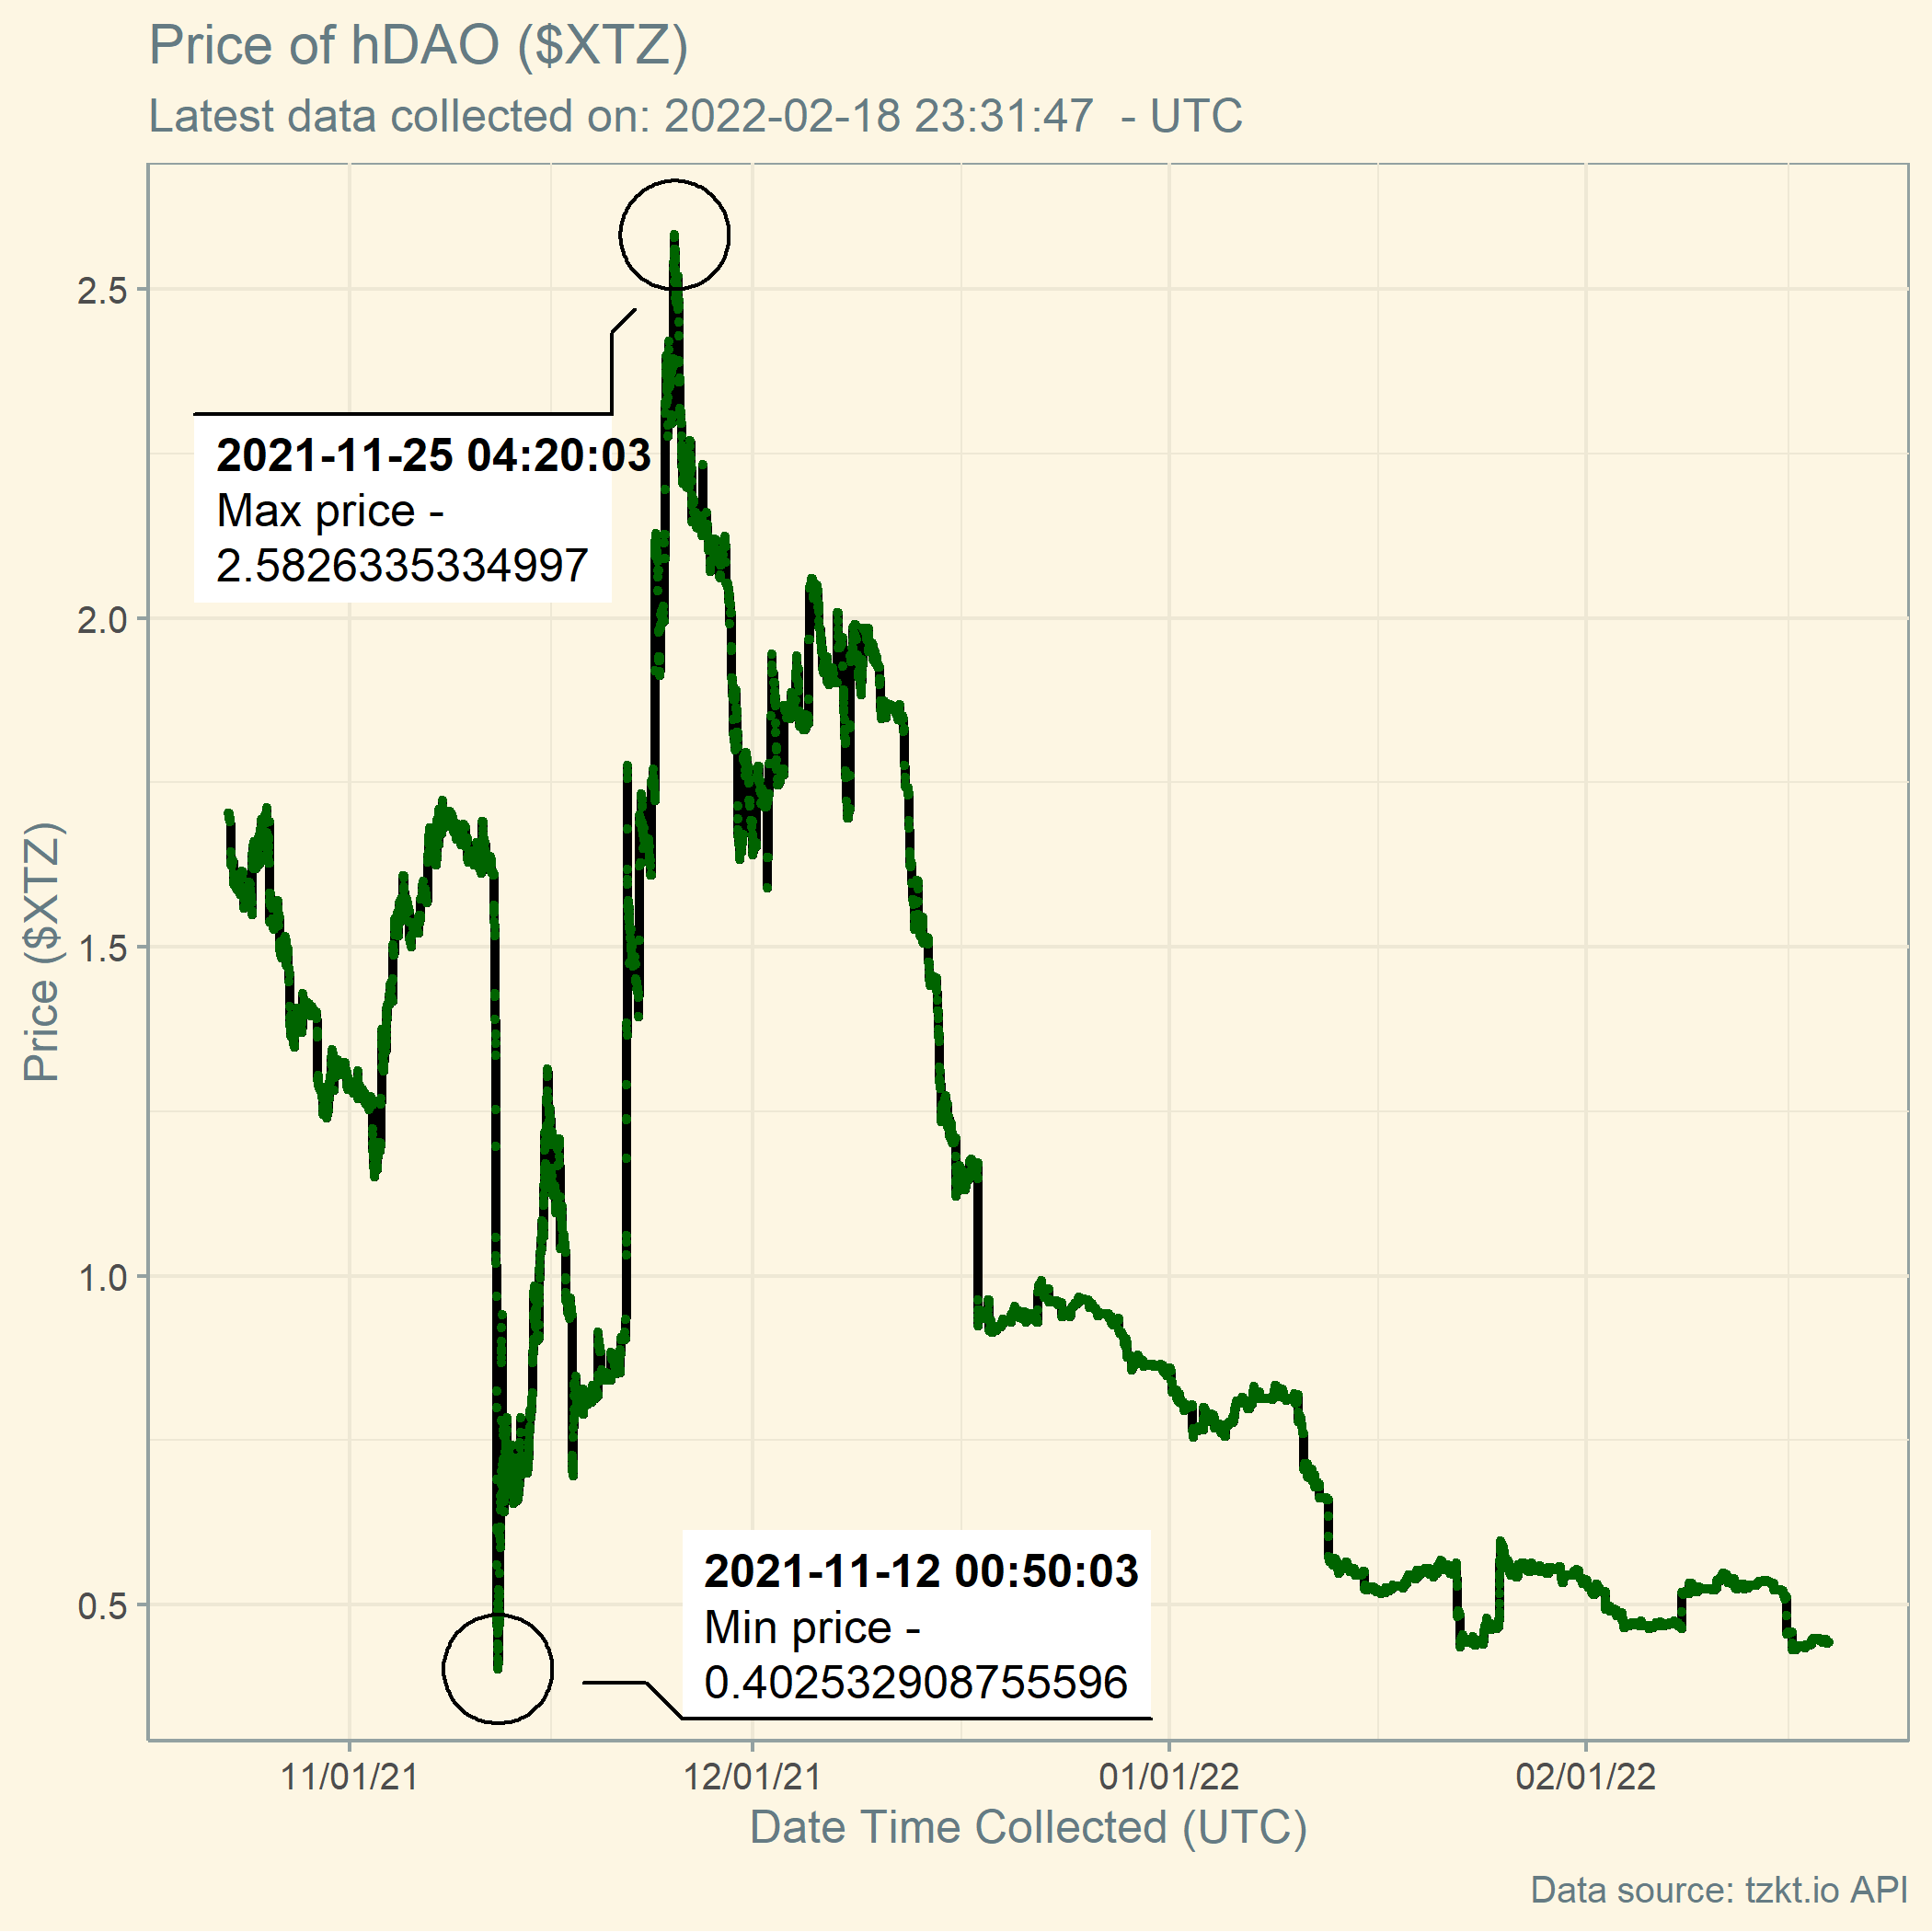 Price of hDAO ($XTZ)
Latest data collected on: 2022-02-18 23:31:47  - UTC
2.5
2021-11-25 04:20:03
Max price -
2.5826335334997
2.0
1.5
Price ($XTZ)
1.0
2021-11-12 00:50:03
Min price -
0.402532908755596
0.5
11/01/21
12/01/21
01/01/22
02/01/22
Date Time Collected (UTC)
Data source: tzkt.io API